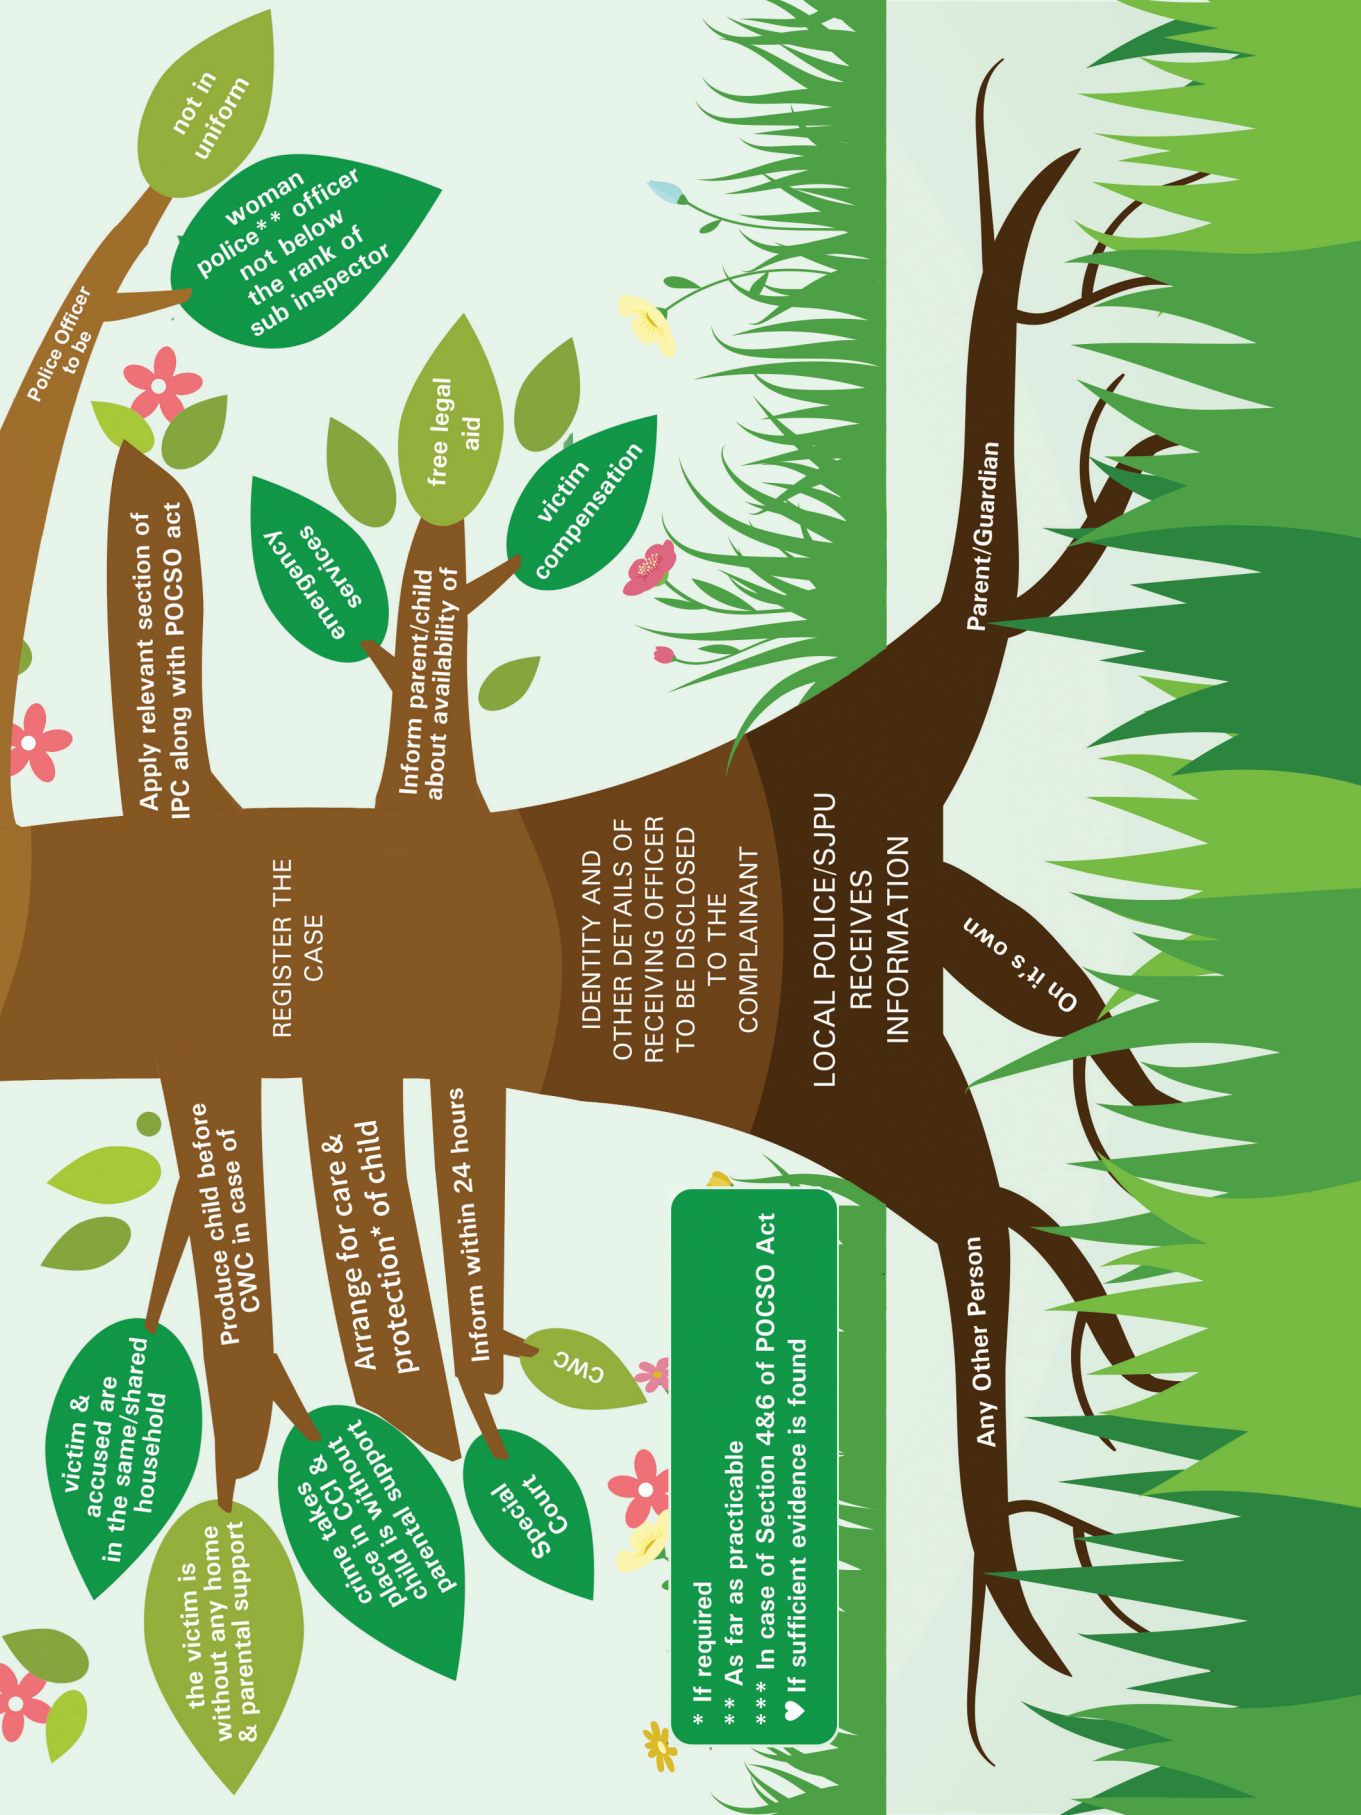 Police Officer
to be
not in
uniform
woman
police** officer
not below
the rank of
sub inspector
Apply relevant section of
IPC along with POCSO act
emergency
services
free legal
aid
victim
compensation
Inform parent/child
about availability of
REGISTER THE
CASE
victim &
accused are
in the same/shared
household
Produce child before
CWC in case of
the victim is
without any home
& parental support
crime takes
place in CCI &
child is without
parental support
Arrange for care &
protection* of child
Inform within 24 hours
Special
Court
CWC
IDENTITY AND
OTHER DETAILS OF
RECEIVING OFFICER
TO BE DISCLOSED
TO THE
COMPLAINANT
LOCAL POLICE/SJPU
RECEIVES
INFORMATION
* If required
** As far as practicable
*** In case of Section 4&6 of POCSO Act
♥ If sufficient evidence is found
Any Other Person
On it's own
Parent/Guardian